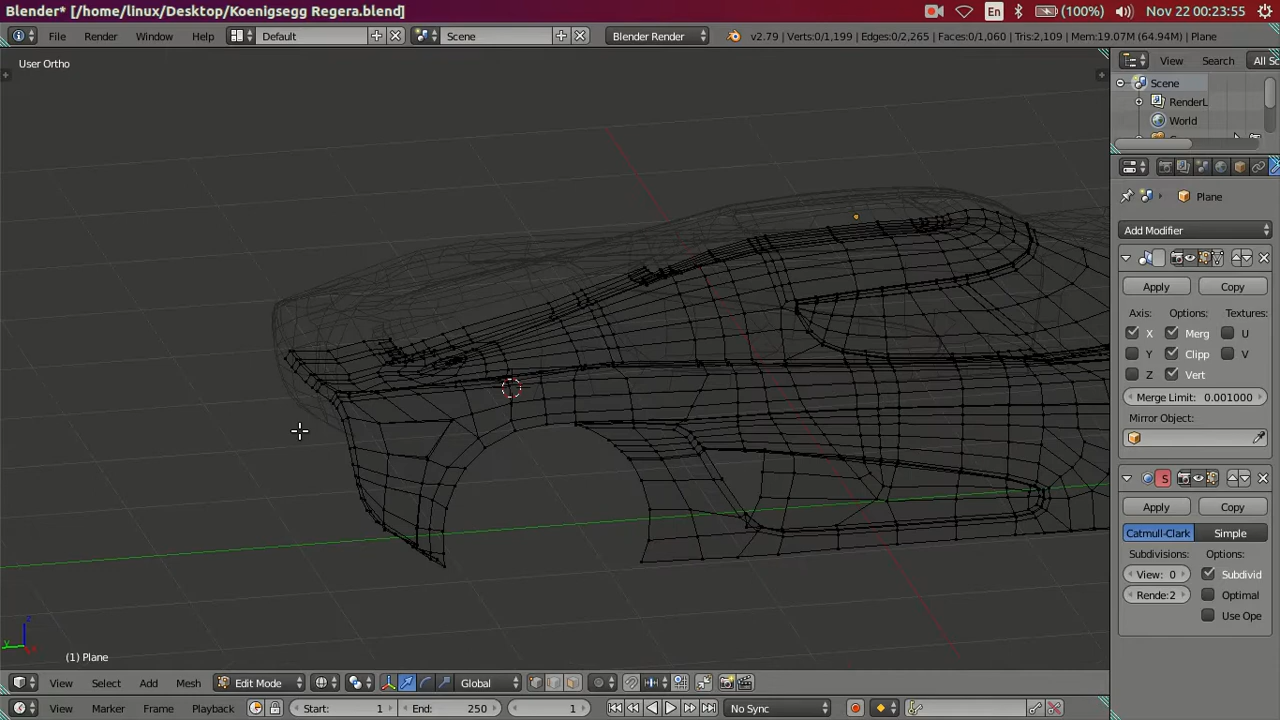 Blender* [/home/linux/Desktop/Koenigsegg Regera.blend]
En
(100%)
Nov 22 00:23:55
File
Render
Window
Help
Default
Scene
Blender Render
v2.79 | Verts:0/1,199 | Edges:0/2,265 | Faces:0/1,060 | Tris:2,109 | Mem:19.07M (64.94M) | Plane
User Ortho
View
Search
All Sc
Scene
RenderL
World
Plane
Add Modifier
Apply
Copy
Axis:
Options:
Textures:
X
Merg
U
Y
Clipp
V
Z
Vert
Merge Limit: 0.001000
Mirror Object:
S
Apply
Copy
Catmull-Clark
Simple
Subdivisions:
Options:
View: 0
Subdivid
Rende: 2
Optimal
Use Ope
z
y
(1) Plane
View
Select
Add
Mesh
Edit Mode
Global
View
Marker
Frame
Playback
Start: 1
End: 250
1
No Sync